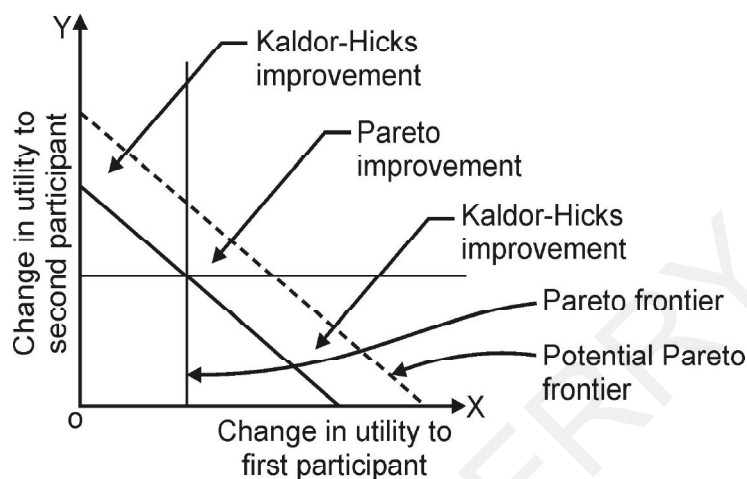 Y
Kaldor-Hicks
improvement
Pareto
improvement
Kaldor-Hicks
improvement
Pareto frontier
Potential Pareto
frontier
Change in utility to
second participant
o
X
Change in utility to
first participant